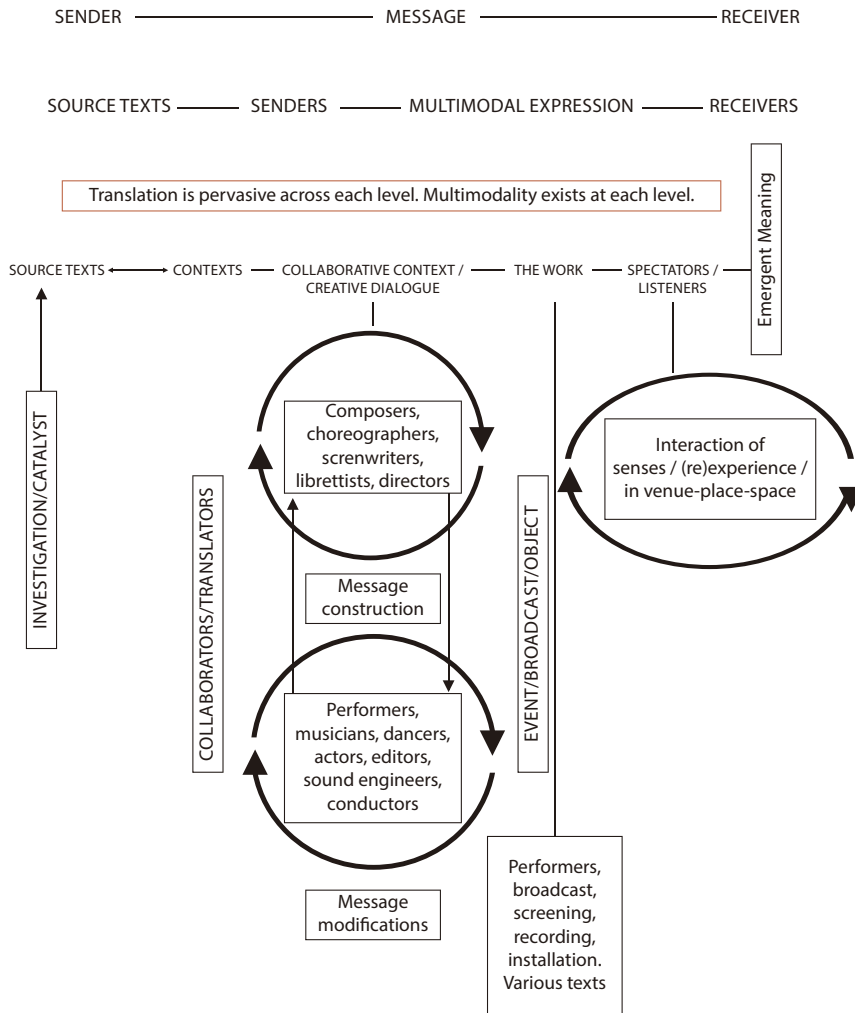 SENDER MESSAGE RECEIVER
SOURCE TEXTS SENDERS MULTIMODAL EXPRESSION RECEIVERS
Translation is pervasive across each level. Multimodality exists at each level.
Emergent Meaning
SOURCE TEXTS CONTEXTS COLLABORATIVE CONTEXT / THE WORK SPECTATORS /
CREATIVE DIALOGUE LISTENERS
INVESTIGATION/CATALYST
COLLABORATORS/TRANSLATORS
Composers,
choreographers,
screnwriters,
librettists, directors
Message
construction
Performers,
musicians, dancers,
actors, editors,
sound engineers,
conductors
Message
modifications
EVENT/BROADCAST/OBJECT
Performers,
broadcast,
screening,
recording,
installation.
Various texts
Interaction of
senses / (re)experience /
in venue-place-space